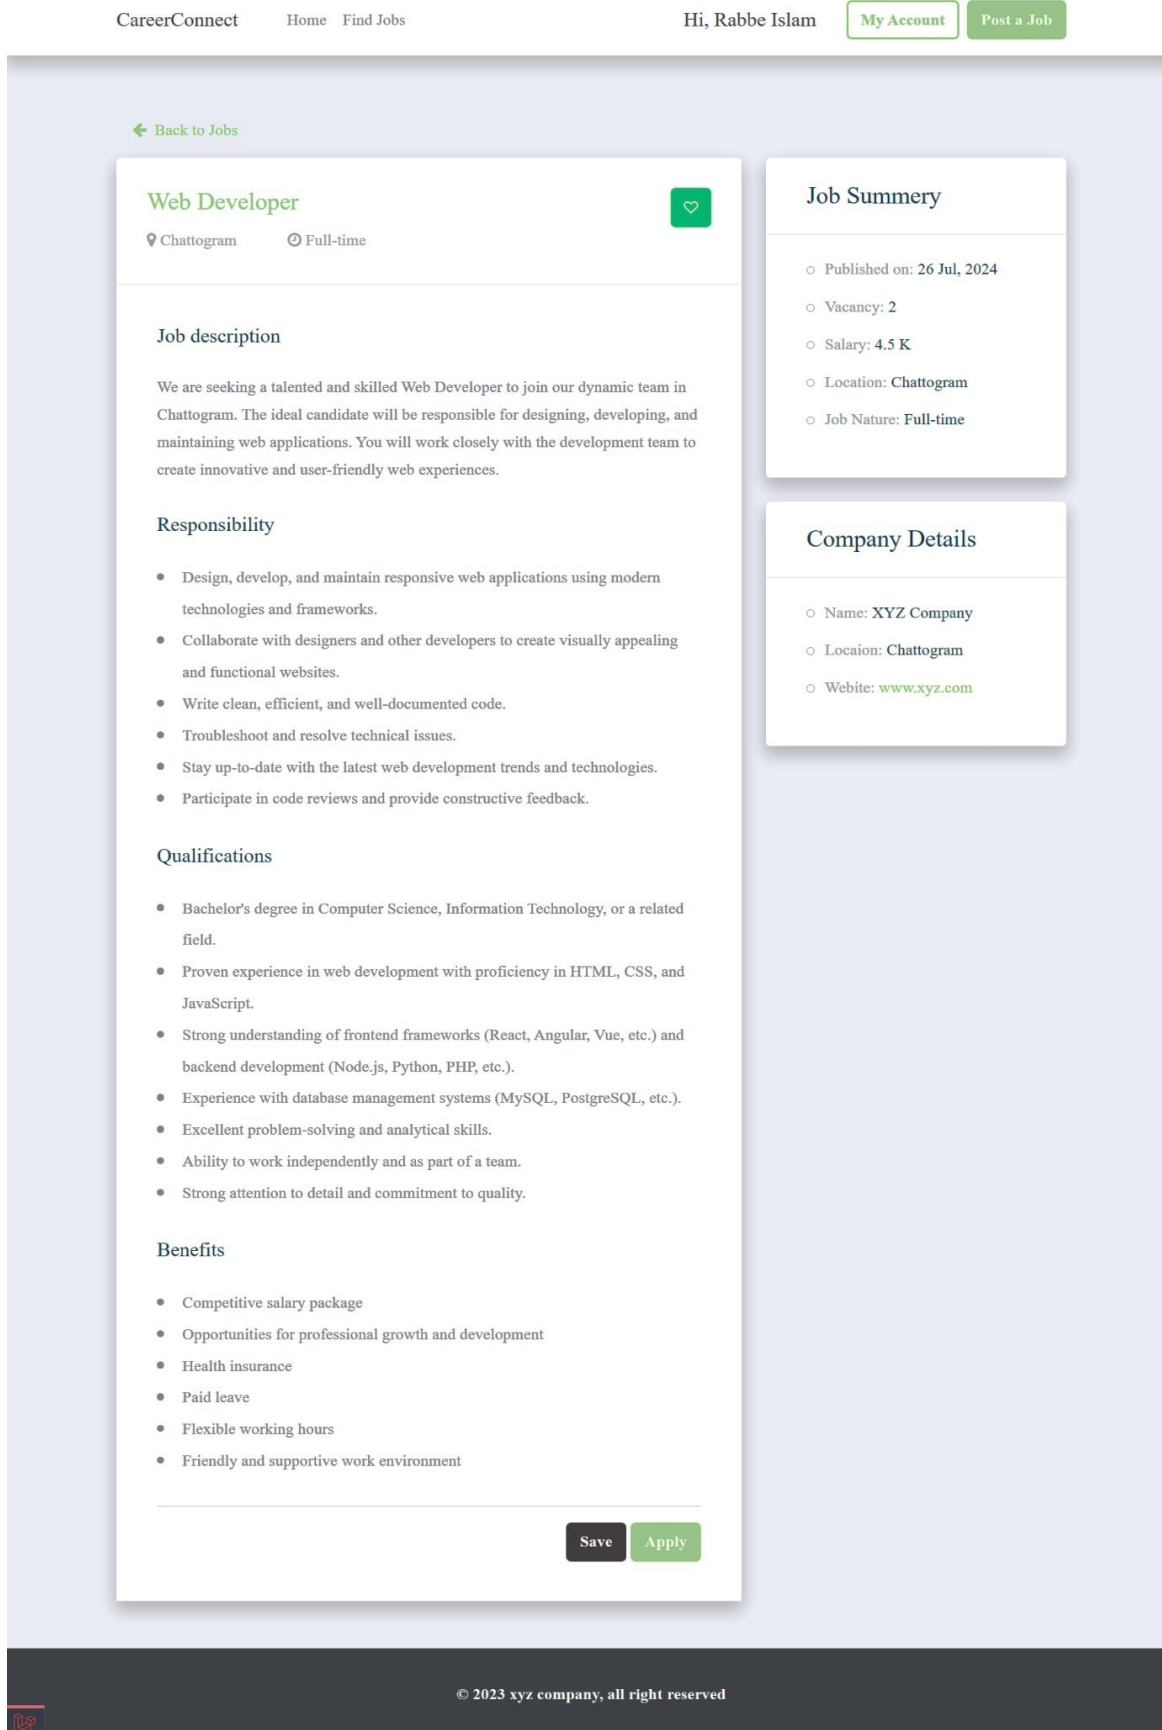 CareerConnect Home Find Jobs Hi, Rabbe Islam My Account Post a Job
Back to Jobs
Web Developer
Chattogram Full-time
Job description
We are seeking a talented and skilled Web Developer to join our dynamic team in
Chattogram. The ideal candidate will be responsible for designing, developing, and
maintaining web applications. You will work closely with the development team to
create innovative and user-friendly web experiences.
Responsibility
Design, develop, and maintain responsive web applications using modern
technologies and frameworks.
Collaborate with designers and other developers to create visually appealing
and functional websites.
Write clean, efficient, and well-documented code.
Troubleshoot and resolve technical issues.
Stay up-to-date with the latest web development trends and technologies.
Participate in code reviews and provide constructive feedback.
Qualifications
Bachelor's degree in Computer Science, Information Technology, or a related
field.
Proven experience in web development with proficiency in HTML, CSS, and
JavaScript.
Strong understanding of frontend frameworks (React, Angular, Vue, etc.) and
backend development (Node.js, Python, PHP, etc.).
Experience with database management systems (MySQL, PostgreSQL, etc.).
Excellent problem-solving and analytical skills.
Ability to work independently and as part of a team.
Strong attention to detail and commitment to quality.
Benefits
Competitive salary package
Opportunities for professional growth and development
Health insurance
Paid leave
Flexible working hours
Friendly and supportive work environment
Save Apply
Job Summery
Published on: 26 Jul, 2024
Vacancy: 2
Salary: 4.5 K
Location: Chattogram
Job Nature: Full-time
Company Details
Name: XYZ Company
Locaion: Chattogram
Webite: www.xyz.com
© 2023 xyz company, all right reserved